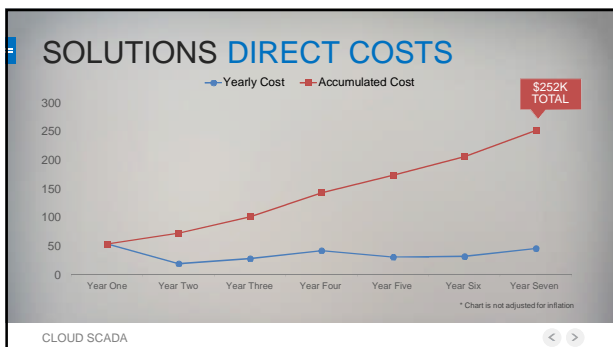 SOLUTIONS DIRECT COSTS
Yearly Cost Accumulated Cost
$252K
TOTAL
300
250
200
150
100
50
0
Year One Year Two Year Three Year Four Year Five Year Six Year Seven
* Chart is not adjusted for inflation
CLOUD SCADA